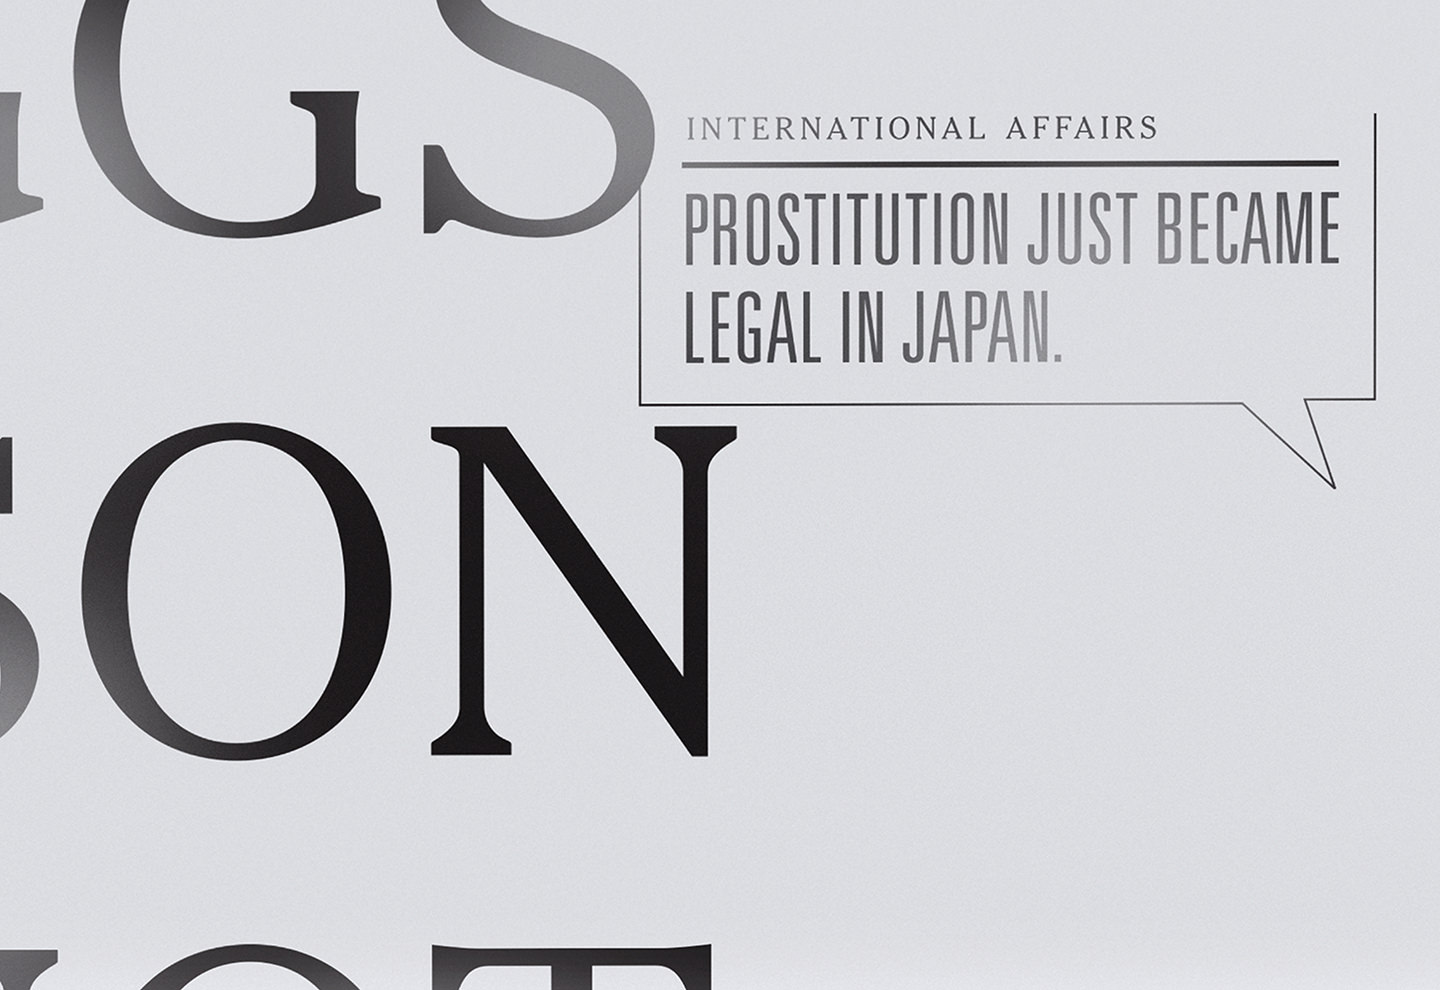 GS
INTERNATIONAL AFFAIRS
PROSTITUTION JUST BECAME
LEGAL IN JAPAN.
SON